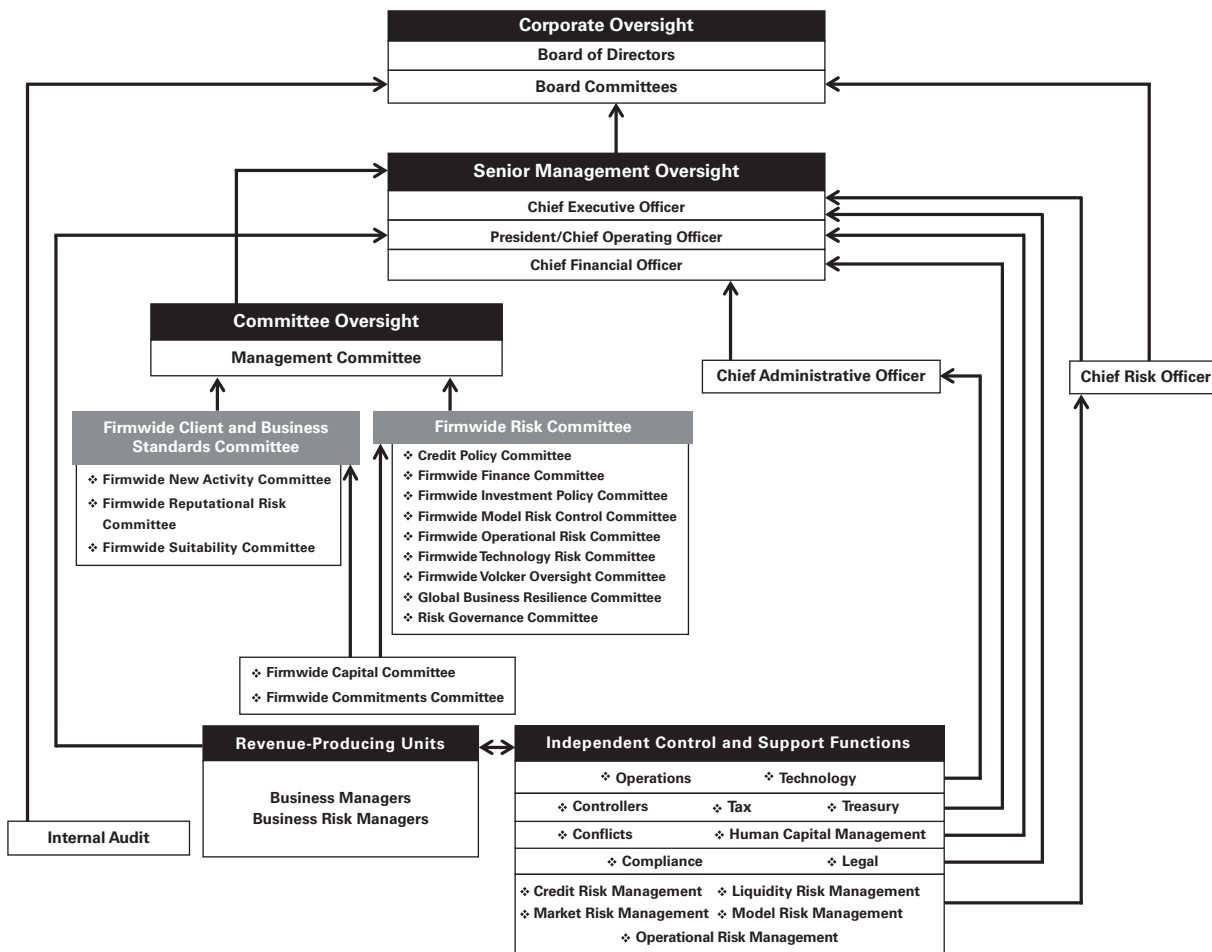 Corporate Oversight
Board of Directors
Board Committees
Senior Management Oversight
Chief Executive Officer
President/Chief Operating Officer
Chief Financial Officer
Committee Oversight
Management Committee
Chief Administrative Officer
Chief Risk Officer
Firmwide Client and Business
Standards Committee
❖ Firmwide New Activity Committee
❖ Firmwide Reputational Risk
Committee
❖ Firmwide Suitability Committee
Firmwide Risk Committee
❖ Credit Policy Committee
❖ Firmwide Finance Committee
❖ Firmwide Investment Policy Committee
❖ Firmwide Model Risk Control Committee
❖ Firmwide Operational Risk Committee
❖ Firmwide Technology Risk Committee
❖ Firmwide Volcker Oversight Committee
❖ Global Business Resilience Committee
❖ Risk Governance Committee
❖ Firmwide Capital Committee
❖ Firmwide Commitments Committee
Revenue-Producing Units
Business Managers
Business Risk Managers
Internal Audit
Independent Control and Support Functions
❖ Operations ❖ Technology
❖ Controllers ❖ Tax ❖ Treasury
❖ Conflicts ❖ Human Capital Management
❖ Compliance ❖ Legal
❖ Credit Risk Management ❖ Liquidity Risk Management
❖ Market Risk Management ❖ Model Risk Management
❖ Operational Risk Management